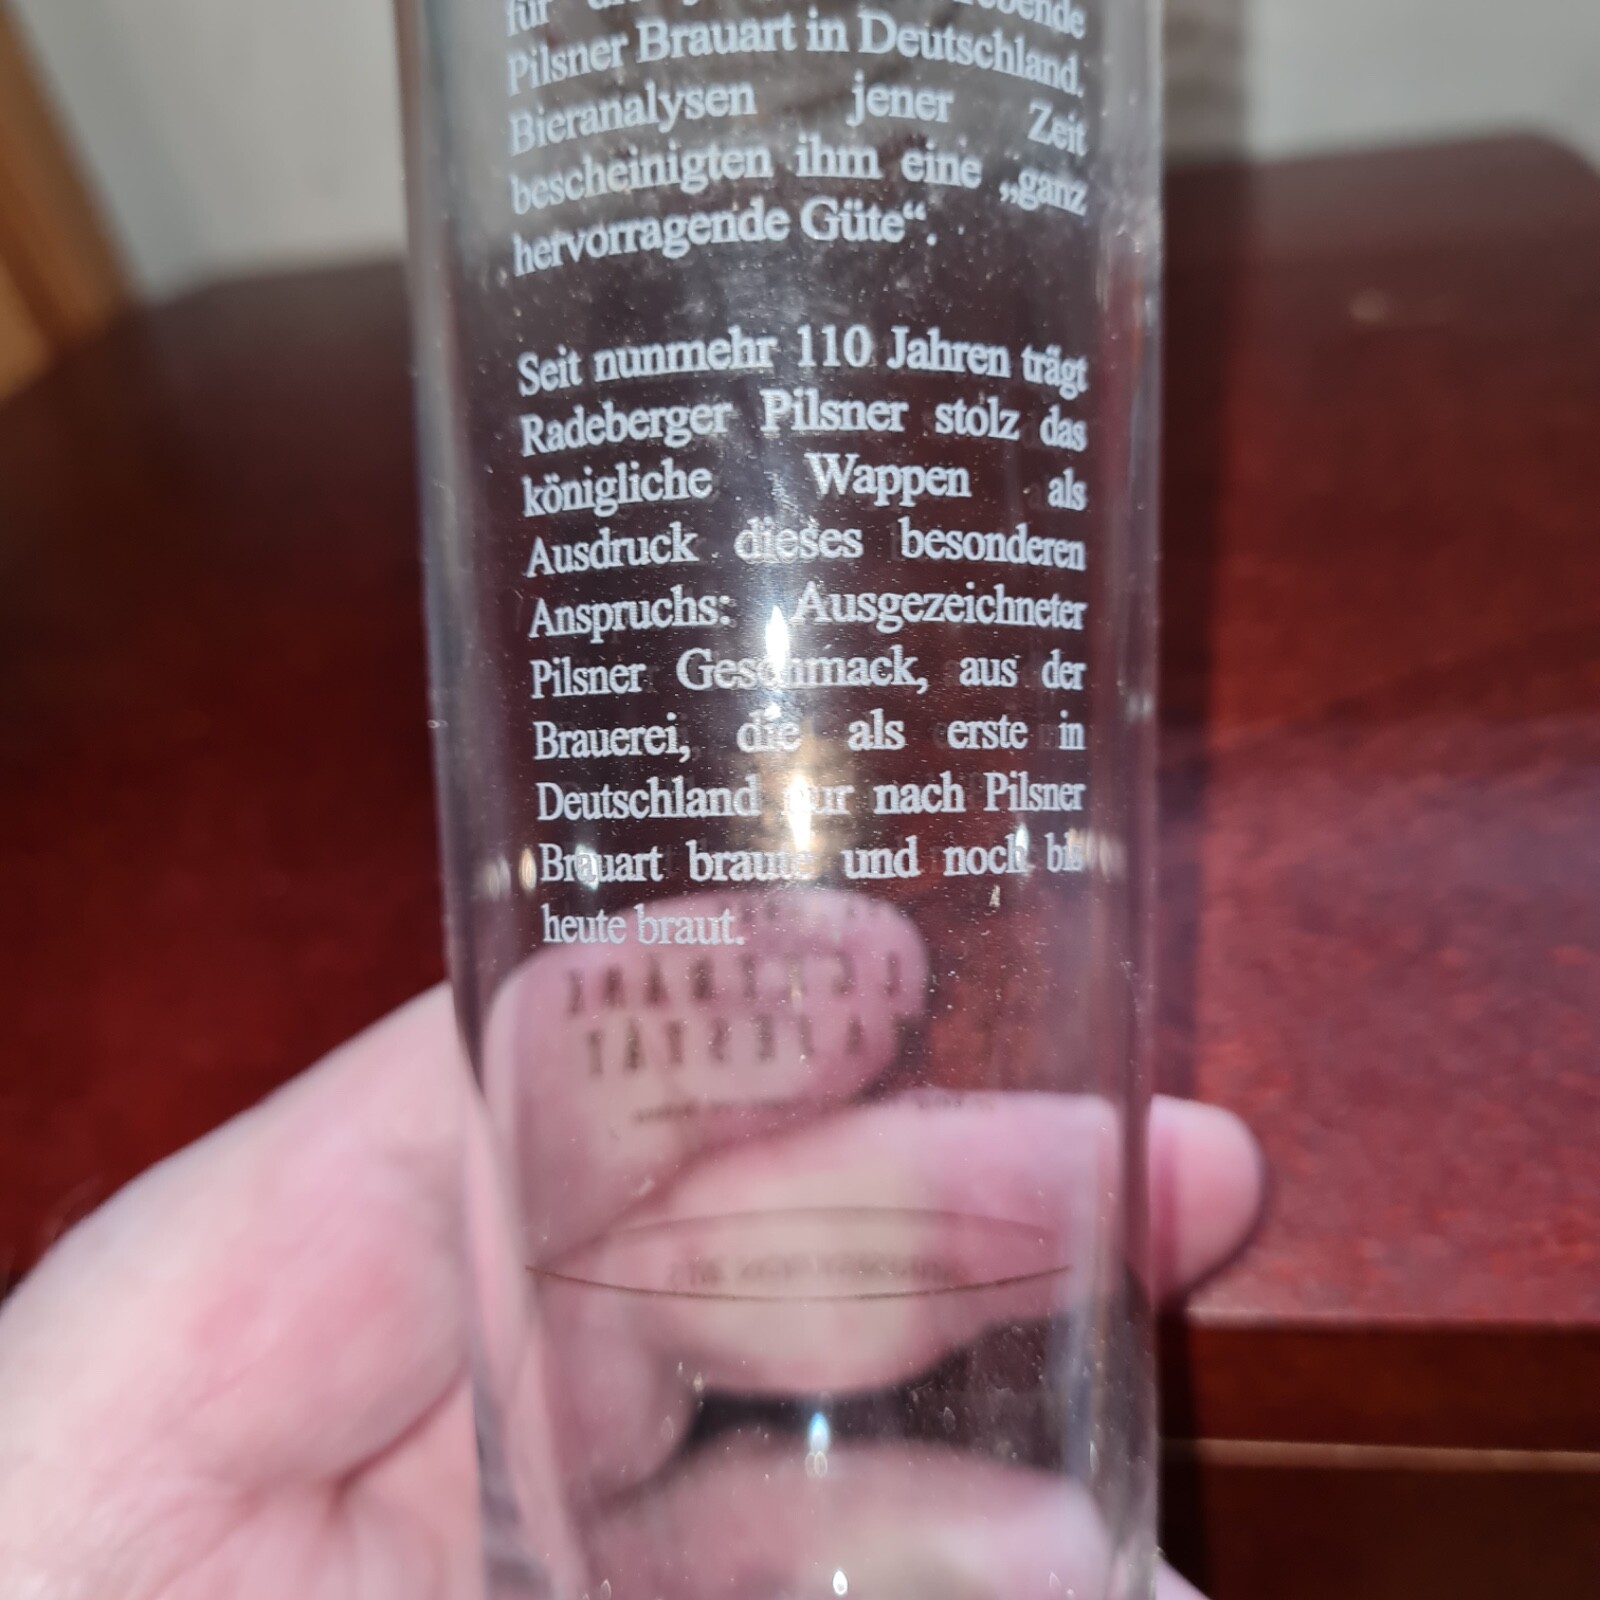 für
Pilsner Brauart in Deutschland.
Bieranalysen jener Zeit
bescheinigten ihm eine „ganz
hervorragende Güte“.
Seit nunmehr 110 Jahren trägt
Radeberger Pilsner stolz das
königliche Wappen als
Ausdruck dieses besonderen
Anspruchs: Ausgezeichneter
Pilsner Geschmack, aus der
Brauerei, die als erste in
Deutschland nur nach Pilsner
Brauart braute und noch bis
heute braut.